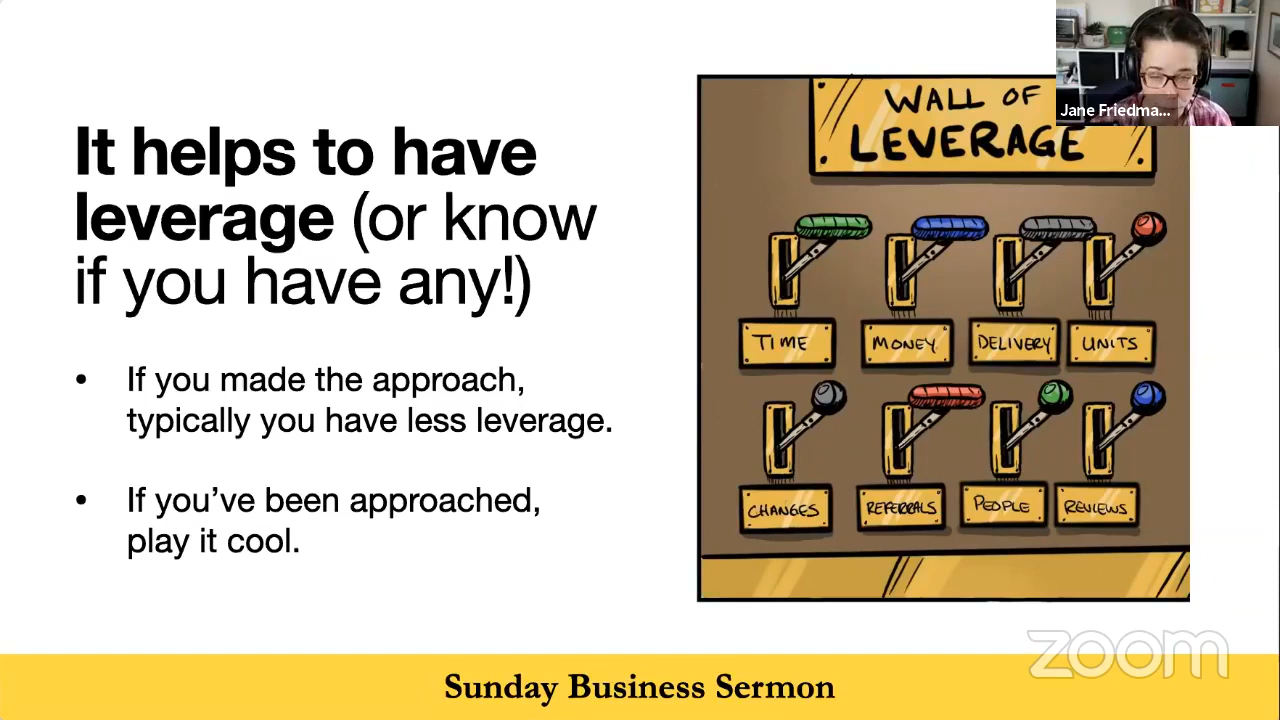 It helps to have
leverage (or know
if you have any!)
• If you made the approach,
typically you have less leverage.
• If you’ve been approached,
play it cool.
WALL OF
LEVERAGE
TIME
MONEY
DELIVERY
UNITS
CHANGES
REFERRALS
PEOPLE
REVIEWS
Jane Friedma...
zoom
Sunday Business Sermon